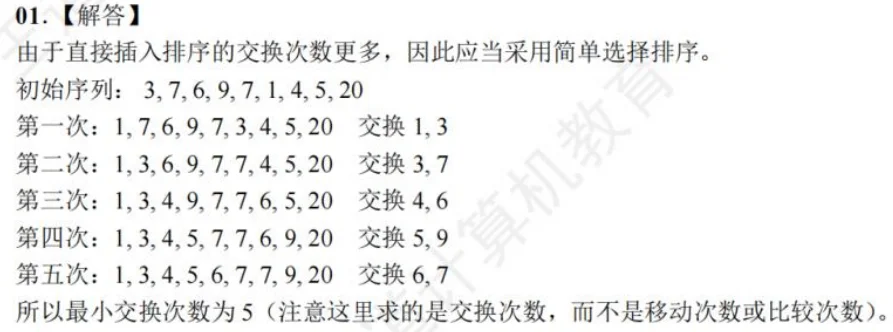 01.【解答】
由于直接插入排序的交换次数更多，因此应当采用简单选择排序。
初始序列： 3, 7, 6, 9, 7, 1, 4, 5, 20
第一次：1, 7, 6, 9, 7, 3, 4, 5, 20 交换 1, 3
第二次：1, 3, 6, 9, 7, 7, 4, 5, 20 交换 3, 7
第三次：1, 3, 4, 9, 7, 7, 6, 5, 20 交换 4, 6
第四次：1, 3, 4, 5, 7, 7, 6, 9, 20 交换 5, 9
第五次：1, 3, 4, 5, 6, 7, 7, 9, 20 交换 6, 7
所以最小交换次数为 5（注意这里求的是交换次数，而不是移动次数或比较次数）。
计算机教育